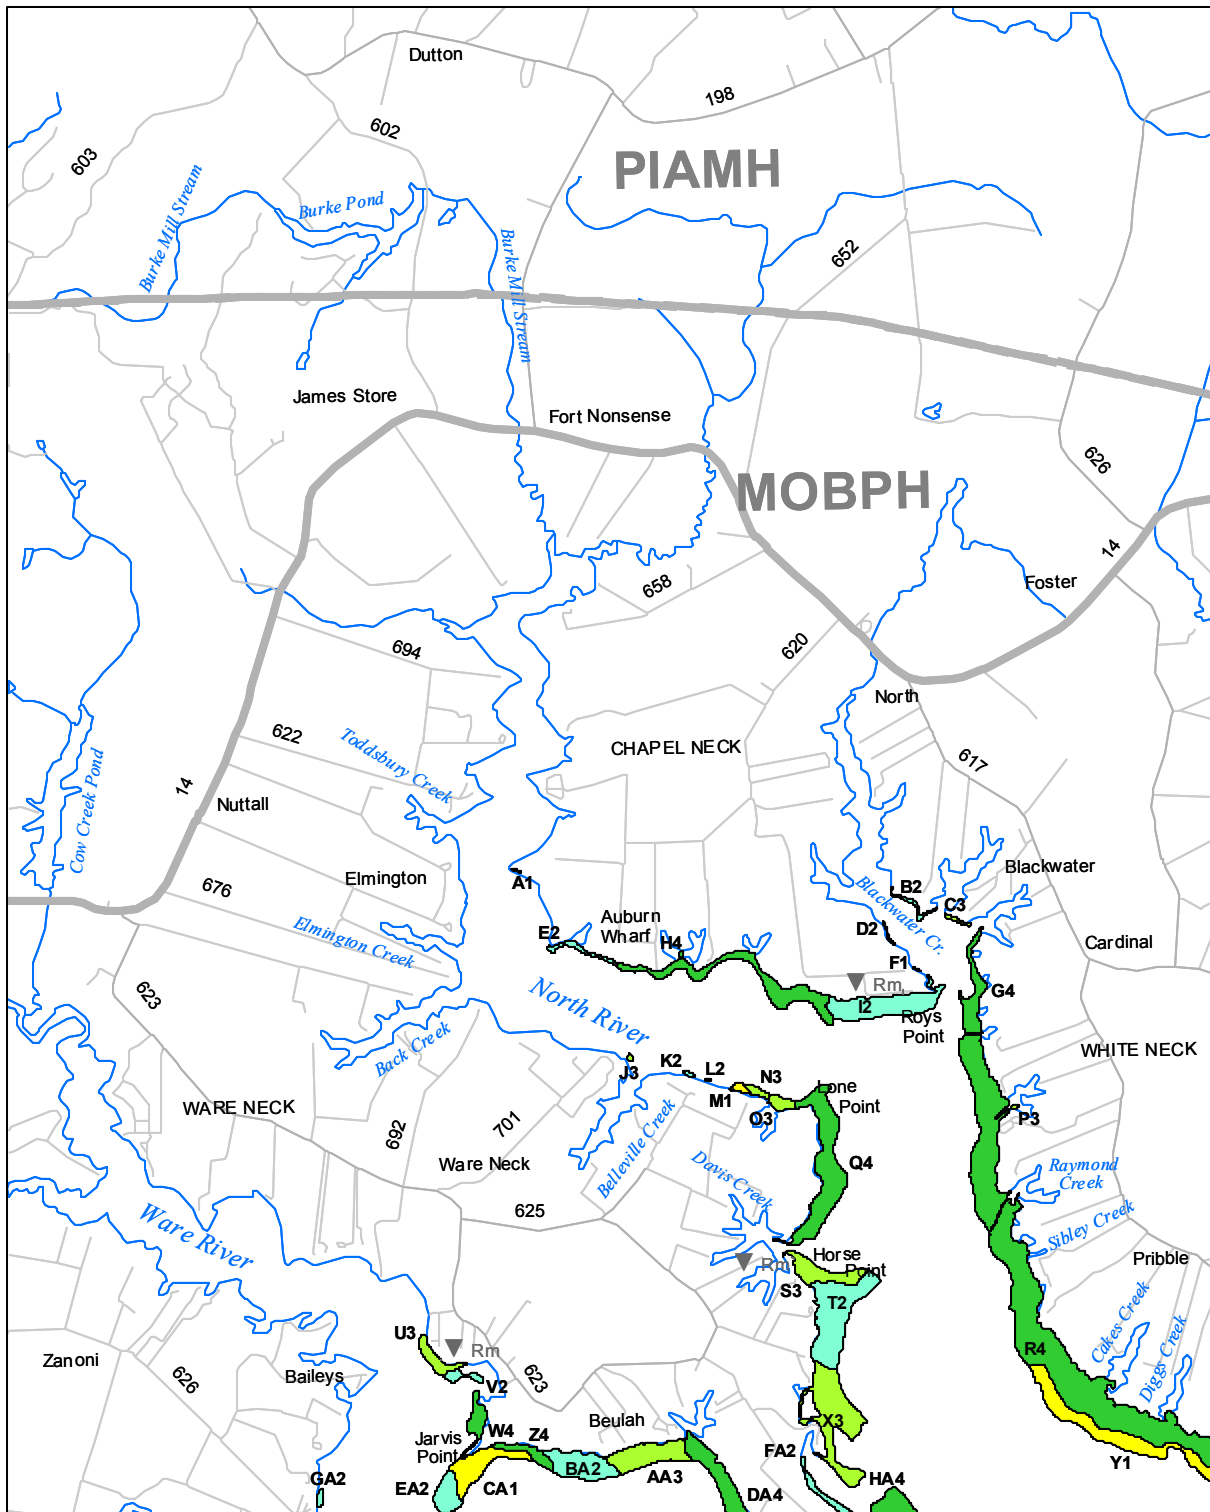 Dutton
198
602
603
PIAMH
Burke Mill Stream
Burke Pond
Burke Mill Stream
652
James Store
Fort Nonsense
626
MOBPH
14
658
Foster
694
620
North
622
Toddsbury Creek
CHAPEL NECK
617
14
Nuttall
Cow Creek Pond
Elmington
676
A1
Blackwater
B2
Blackwater Cr.
C3
Elmington Creek
E2
Auburn
Wharf
H4
D2
Cardinal
F1
623
North River
Rm
I2
G4
Roys
Point
Back Creek
WHITE NECK
J3
K2
L2
N3
M1
Lone
Point
O3
P3
WARE NECK
692
701
Ware Neck
Belleville Creek
Davis Creek
Q4
Raymond
Creek
625
Ware River
Sibley Creek
Horse
Point
Rm
S3
Pribble
T2
Cakes Creek
U3
Rm
R4
Zanoni
626
Baileys
V2
623
Diggs Creek
Beulah
X3
Jarvis
Point
W4
Z4
FA2
Y1
GA2
EA2
CA1
BA2
AA3
DA4
HA4